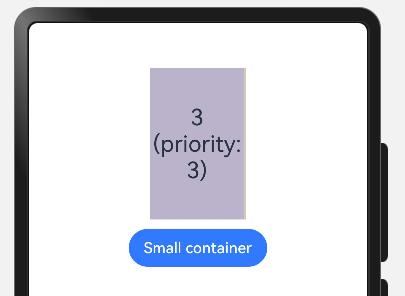 3
(priority:
3)
Small container